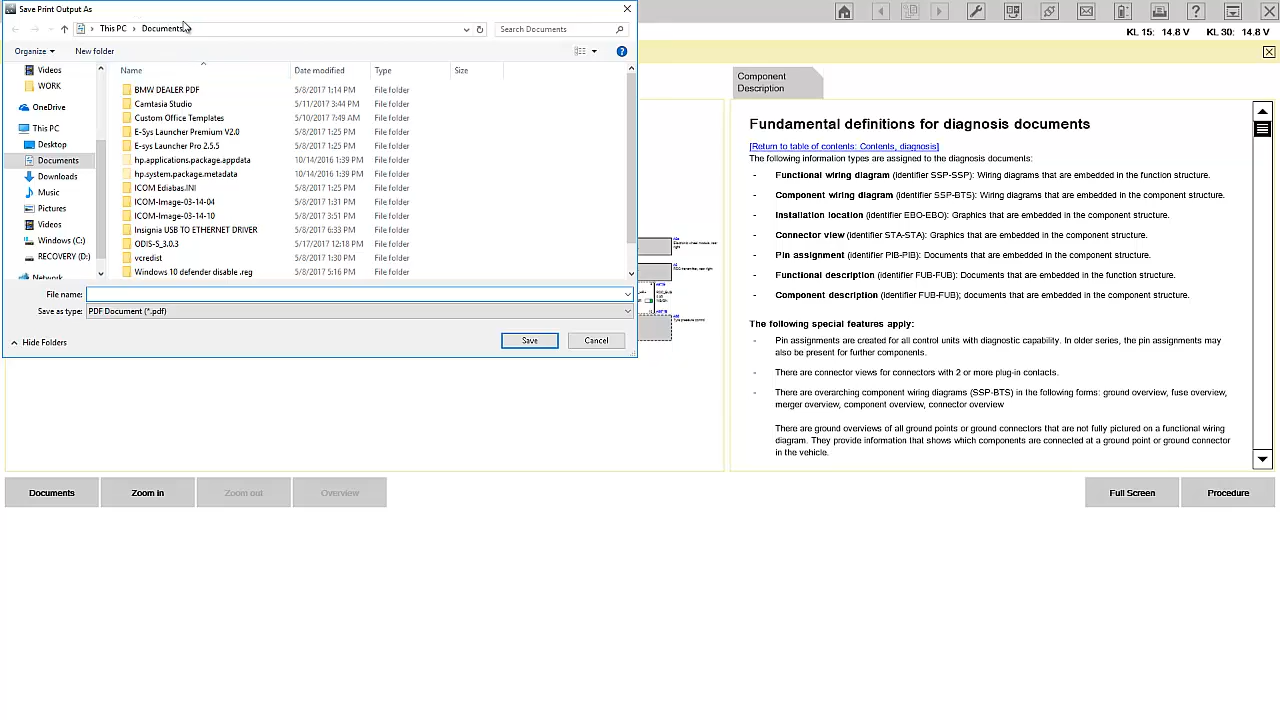 Save Print Output As
This PC > Documents
Search Documents
Organize
New folder
Name
Date modified
Type
Size
Videos
WORK
OneDrive
This PC
Desktop
Documents
Downloads
Music
Pictures
Videos
Windows (C:)
RECOVERY (D:)
Network
BMW DEALER PDF 5/8/2017 1:14 PM File folder
Camtasia Studio 5/11/2017 3:44 PM File folder
Custom Office Templates 5/10/2017 7:49 AM File folder
E-Sys Launcher Premium V2.0 5/8/2017 1:25 PM File folder
E-sys Launcher Pro 2.5.5 5/8/2017 1:25 PM File folder
hp.applications.package.appdata 10/14/2016 1:39 PM File folder
hp.system.package.metadata 10/14/2016 1:39 PM File folder
ICOM Ediabas.INI 5/8/2017 1:25 PM File folder
ICOM-Image-03-14-04 5/8/2017 1:31 PM File folder
ICOM-Image-03-14-10 5/8/2017 3:51 PM File folder
Insignia USB TO ETHERNET DRIVER 5/8/2017 6:33 PM File folder
ODIS-S_3.0.3 5/17/2017 12:18 PM File folder
vcredist 5/8/2017 1:30 PM File folder
Windows 10 defender disable .reg 5/8/2017 5:16 PM File folder
File name:
Save as type: PDF Document (*.pdf)
Hide Folders
Save
Cancel
KL 15: 14.8 V KL 30: 14.8 V
Component
Description
Fundamental definitions for diagnosis documents
[Return to table of contents: Contents, diagnosis]
The following information types are assigned to the diagnosis documents:
- Functional wiring diagram (identifier SSP-SSP): Wiring diagrams that are embedded in the function structure.
- Component wiring diagram (identifier SSP-BTS): Wiring diagrams that are embedded in the component structure.
- Installation location (identifier EBO-EBO): Graphics that are embedded in the component structure.
- Connector view (identifier STA-STA): Graphics that are embedded in the component structure.
- Pin assignment (identifier PIB-PIB): Documents that are embedded in the component structure.
- Functional description (identifier FUB-FUB): Documents that are embedded in the function structure.
- Component description (identifier FUB-FUB); documents that are embedded in the component structure.
The following special features apply:
- Pin assignments are created for all control units with diagnostic capability. In older series, the pin assignments may
also be present for further components.
- There are connector views for connectors with 2 or more plug-in contacts.
- There are overarching component wiring diagrams (SSP-BTS) in the following forms: ground overview, fuse overview,
merger overview, component overview, connector overview
There are ground overviews of all ground points or ground connectors that are not fully pictured on a functional wiring
diagram. They provide information that shows which components are connected at a ground point or ground connector
in the vehicle.
Documents
Zoom in
Zoom out
Overview
Full Screen
Procedure